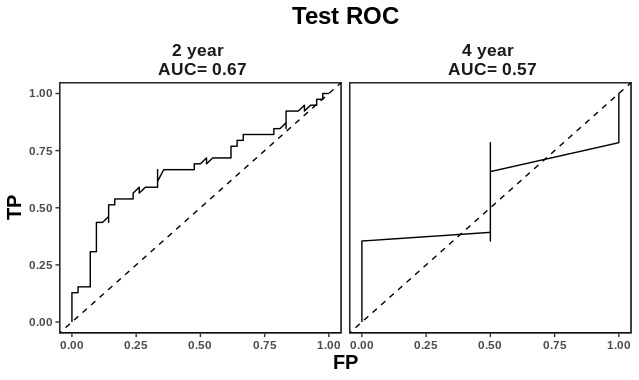 Test ROC
2 year
AUC= 0.67
4 year
AUC= 0.57
TP
1.00
0.75
0.50
0.25
0.00
0.00 0.25 0.50 0.75 1.00
0.00 0.25 0.50 0.75 1.00
FP